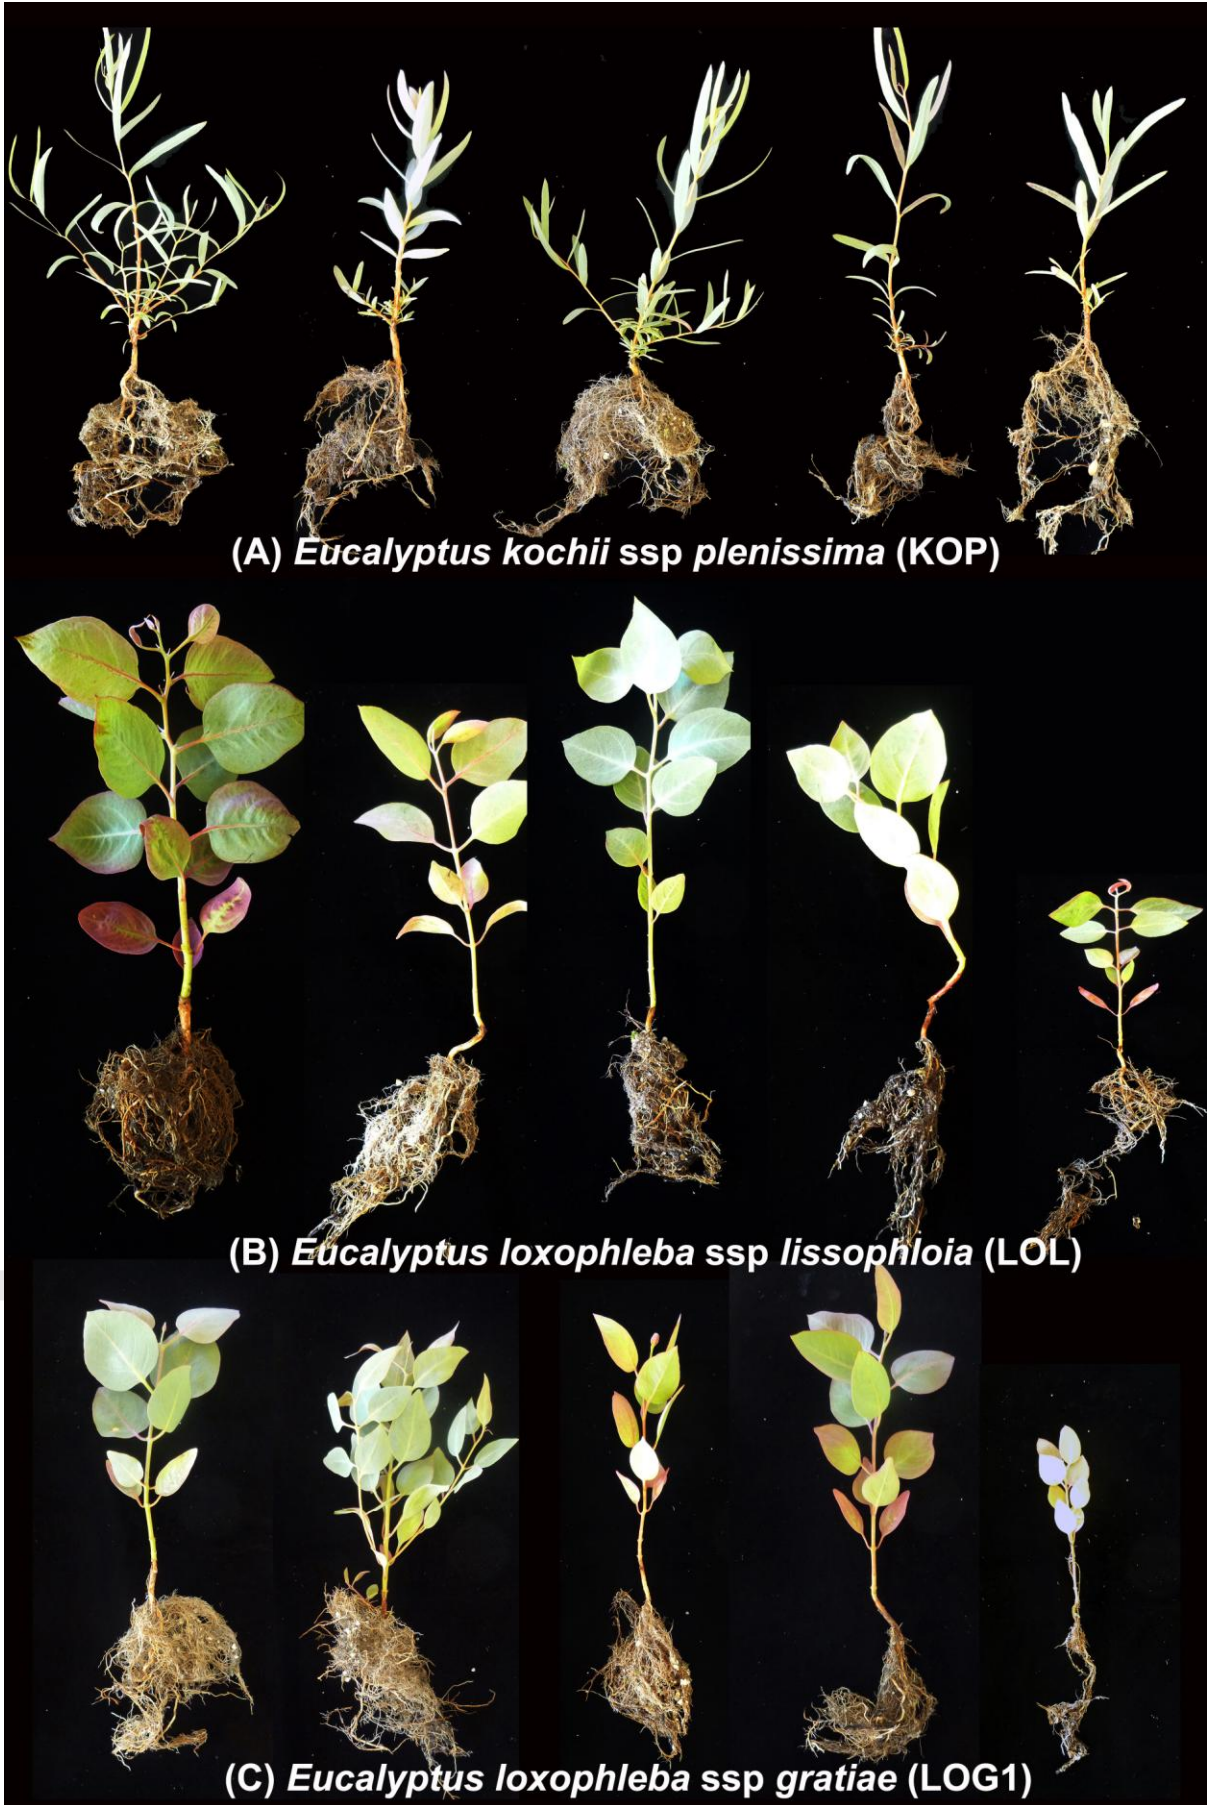 (A) Eucalyptus kochii ssp plenissima (KOP)
(B) Eucalyptus loxophleba ssp lissophloia (LOL)
(C) Eucalyptus loxophleba ssp gratiae (LOG1)